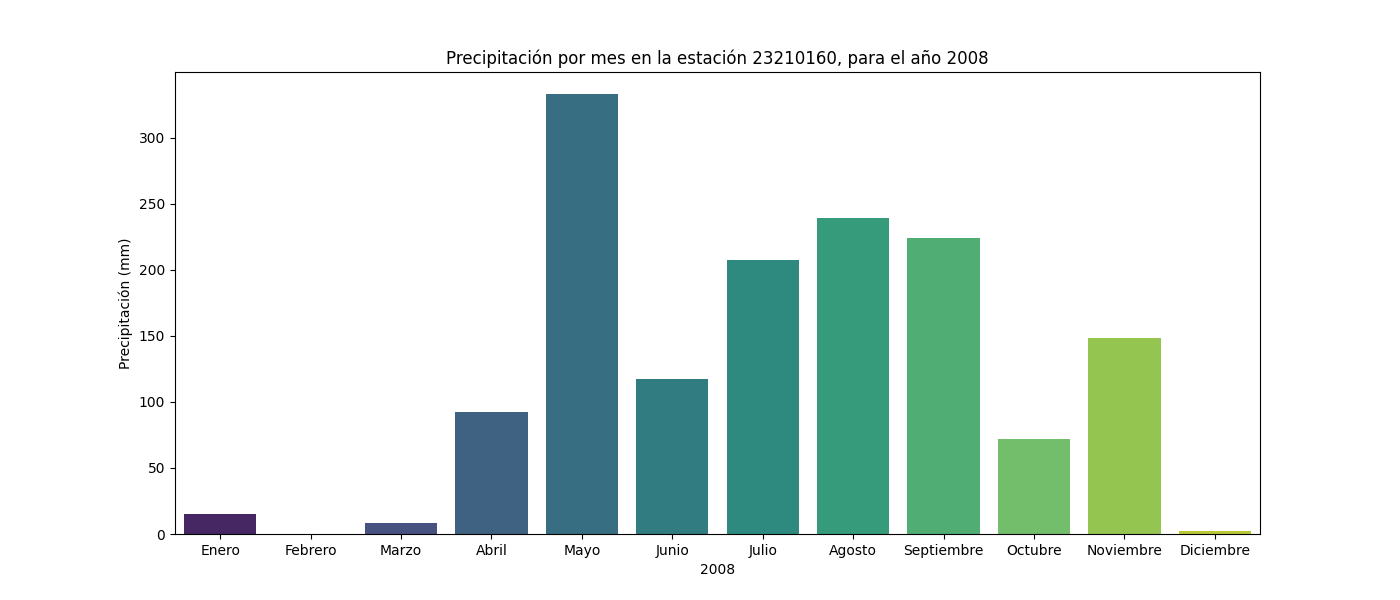 Precipitación por mes en la estación 23210160, para el año 2008
Precipitación (mm)
300
250
200
150
100
50
0
Enero Febrero Marzo Abril Mayo Junio Julio Agosto Septiembre Octubre Noviembre Diciembre
2008